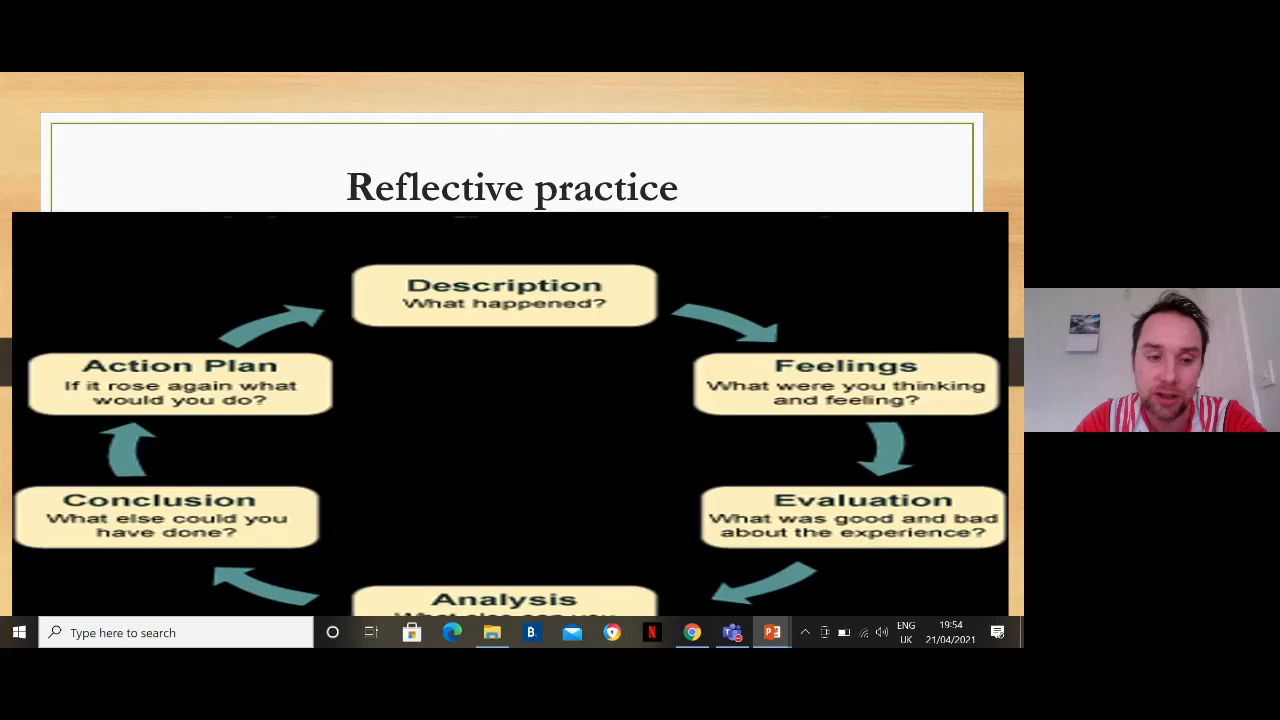 Reflective practice
Description
What happened?
Action Plan
If it rose again what
would you do?
Feelings
What were you thinking
and feeling?
Conclusion
What else could you
have done?
Evaluation
What was good and bad
about the experience?
Analysis
Type here to search
B.
N
ENG
UK
19:54
21/04/2021